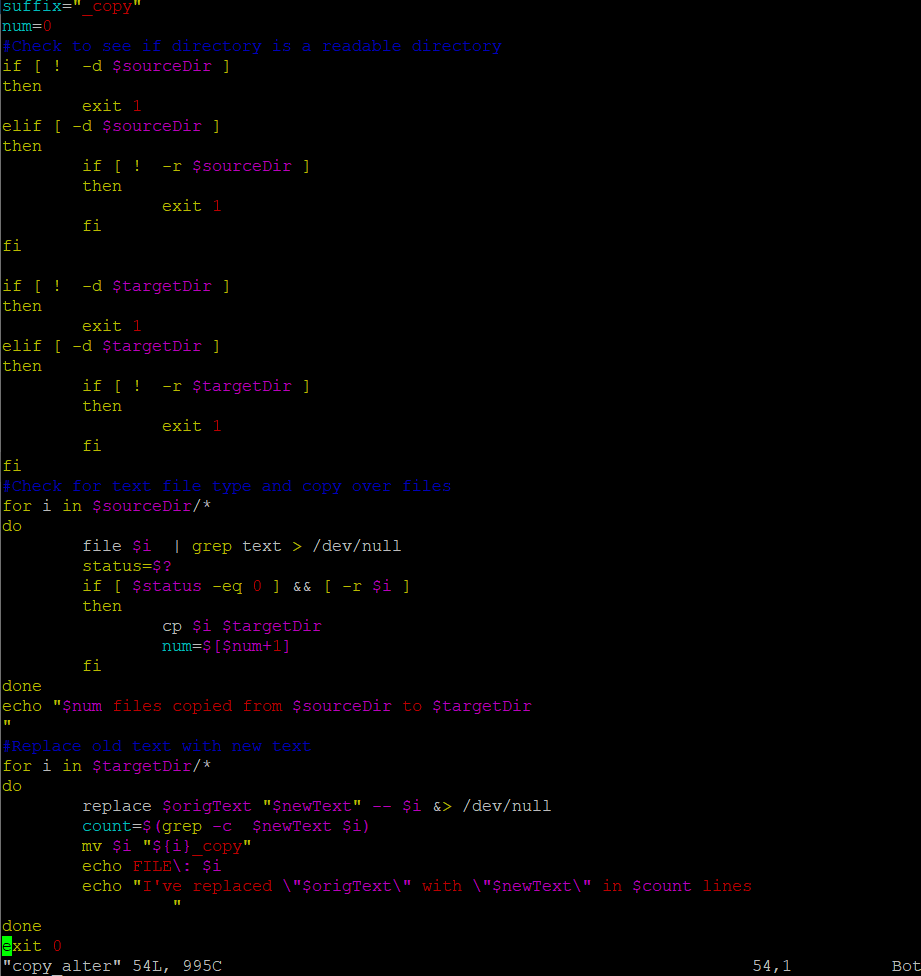 suffix="_copy"
num=0
#Check to see if directory is a readable directory
if [ !  -d $sourceDir ]
then
        exit 1
elif [ -d $sourceDir ]
then
        if [ !  -r $sourceDir ]
        then
                exit 1
        fi
fi

if [ !  -d $targetDir ]
then
        exit 1
elif [ -d $targetDir ]
then
        if [ !  -r $targetDir ]
        then
                exit 1
        fi
fi
#Check for text file type and copy over files
for i in $sourceDir/*
do
        file $i  | grep text > /dev/null
        status=$?
        if [ $status -eq 0 ] && [ -r $i ]
        then
                cp $i $targetDir
                num=$[$num+1]
        fi
done
echo "$num files copied from $sourceDir to $targetDir
"
#Replace old text with new text
for i in $targetDir/*
do
        replace $origText "$newText" -- $i &> /dev/null
        count=$(grep -c  $newText $i)
        mv $i "${i}_copy"
        echo FILE\: $i
        echo "I've replaced \"$origText\" with \"$newText\" in $count lines
                 "
done
exit 0
"copy_alter" 54L, 995C 54,1 Bot